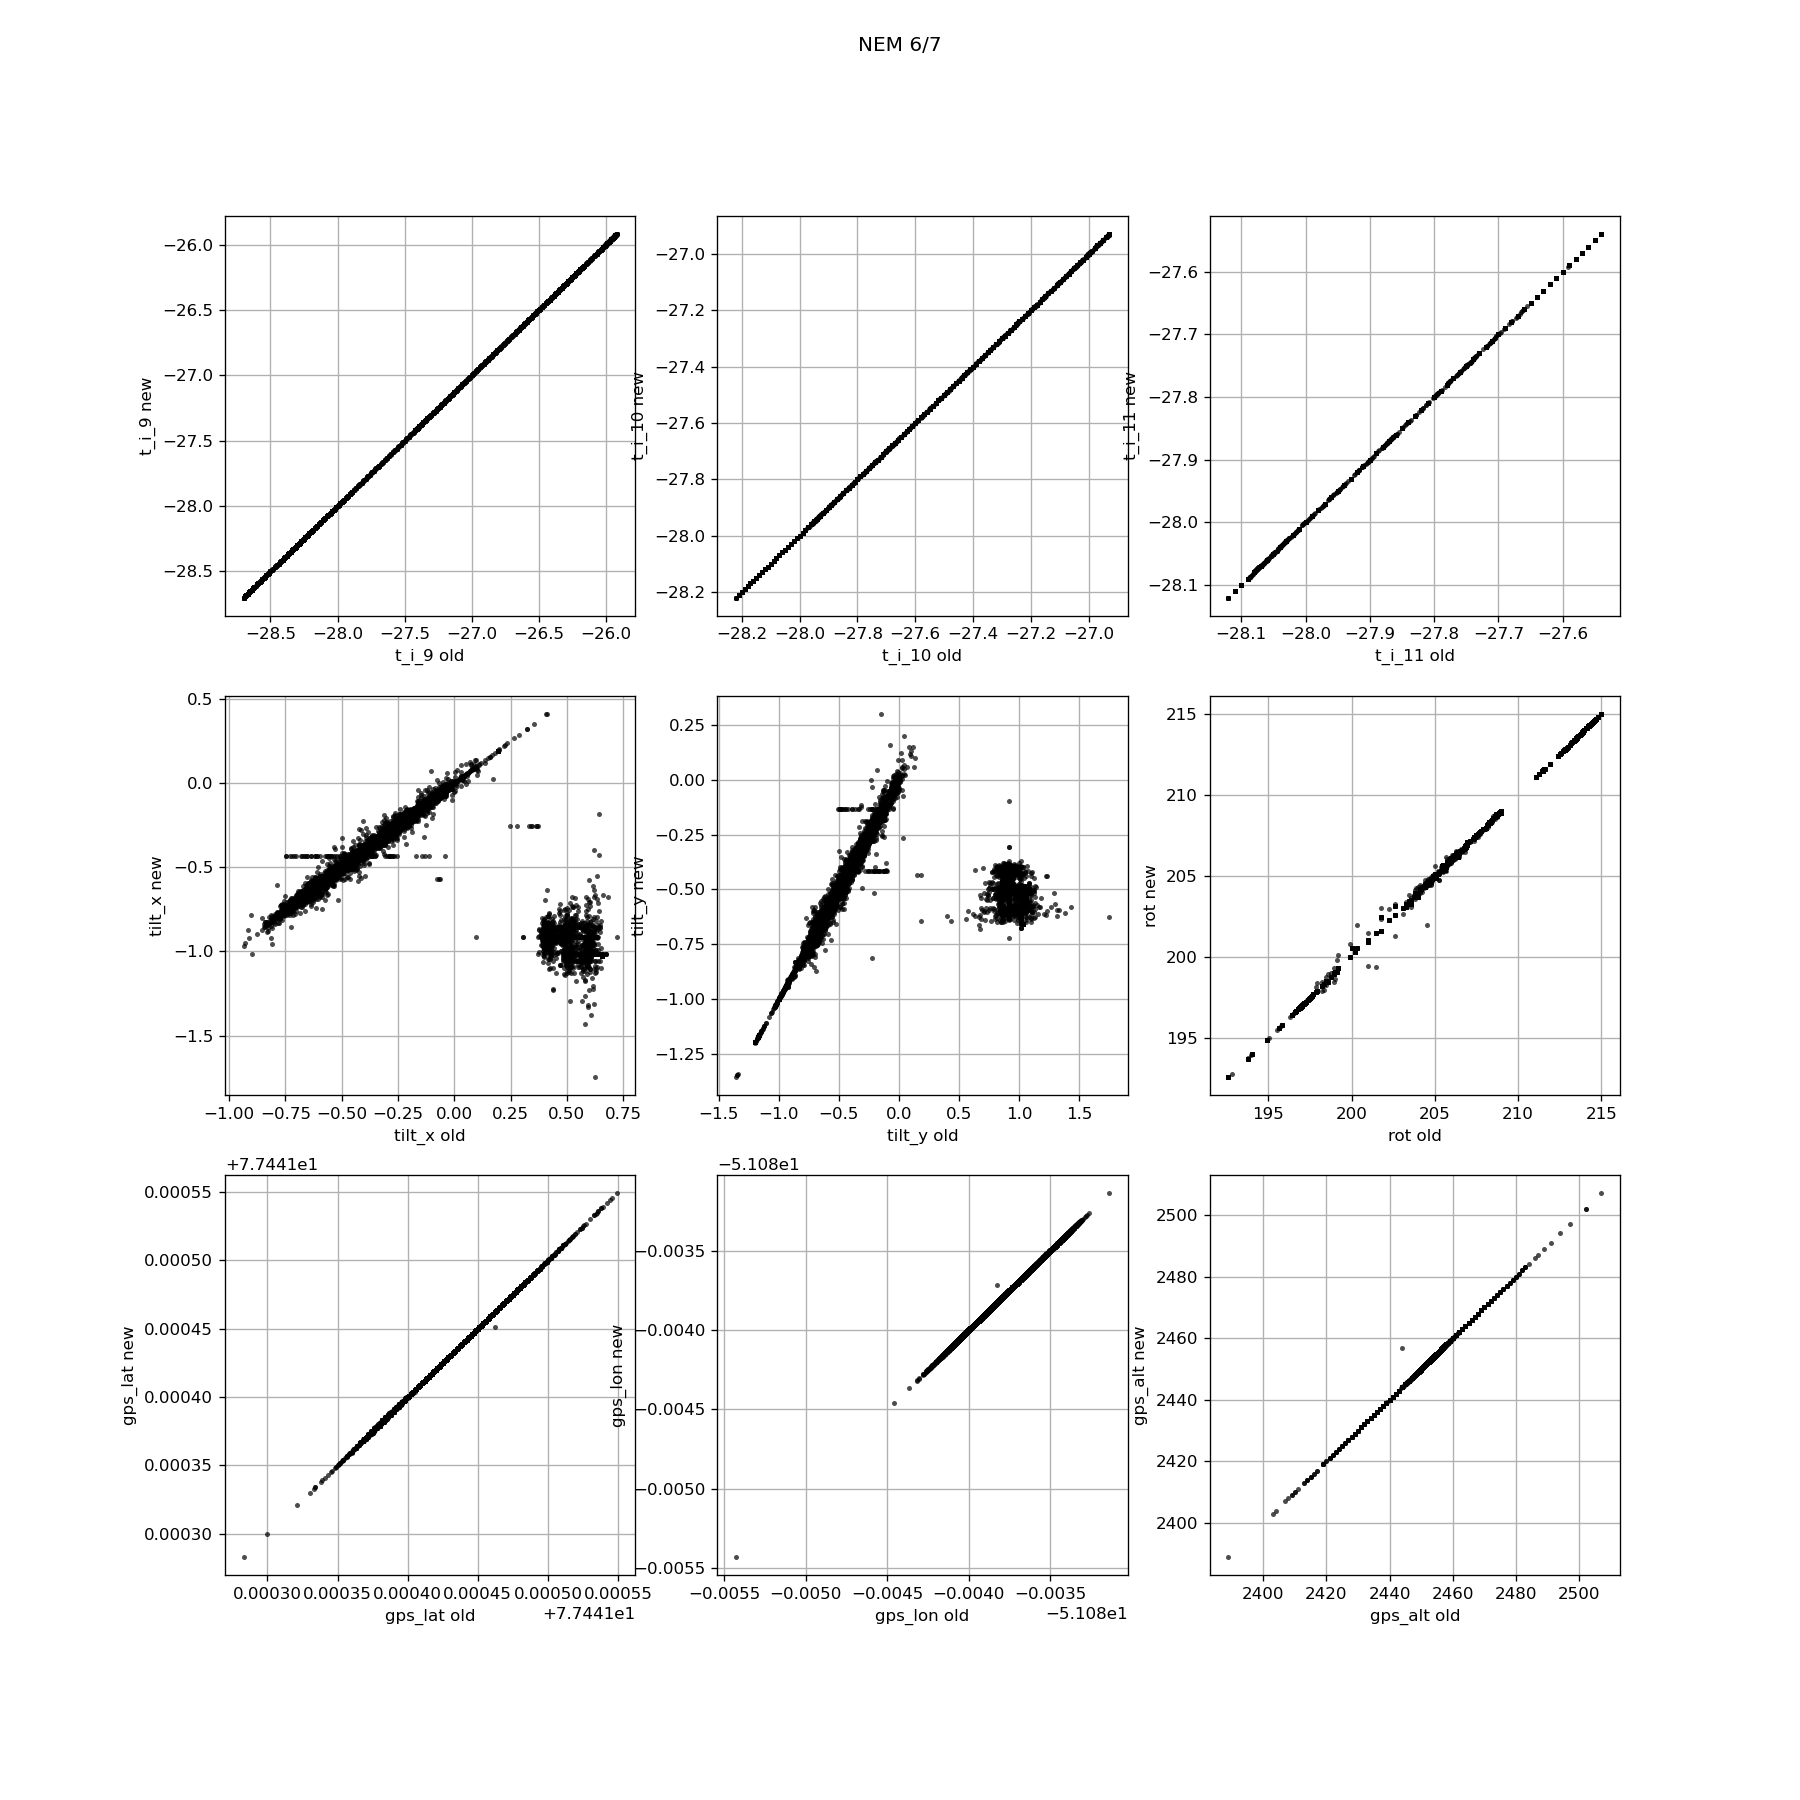 NEM 6/7
−26.0
−26.5
−27.0
−27.5
−28.0
−28.5
t_i_9 new
−28.5 −28.0 −27.5 −27.0 −26.5 −26.0
t_i_9 old
−27.0
−27.2
−27.4
−27.6
−27.8
−28.0
−28.2
t_i_10 new
−28.2 −28.0 −27.8 −27.6 −27.4 −27.2 −27.0
t_i_10 old
−27.6
−27.7
−27.8
−27.9
−28.0
−28.1
t_i_11 new
−28.1 −28.0 −27.9 −27.8 −27.7 −27.6
t_i_11 old
0.5
0.0
−0.5
−1.0
−1.5
tilt_x new
−1.00 −0.75 −0.50 −0.25 0.00 0.25 0.50 0.75
tilt_x old
0.25
0.00
−0.25
−0.50
−0.75
−1.00
−1.25
tilt_y new
−1.5 −1.0 −0.5 0.0 0.5 1.0 1.5
tilt_y old
215
210
205
200
195
rot new
195 200 205 210 215
rot old
+7.7441e1
0.00055
0.00050
0.00045
0.00040
0.00035
0.00030
gps_lat new
0.00030 0.00035 0.00040 0.00045 0.00050 0.00055
gps_lat old
+7.7441e1
−5.108e1
−0.0035
−0.0040
−0.0045
−0.0050
−0.0055
gps_lon new
−0.0055 −0.0050 −0.0045 −0.0040 −0.0035
gps_lon old
−5.108e1
2500
2480
2460
2440
2420
2400
gps_alt new
2400 2420 2440 2460 2480 2500
gps_alt old